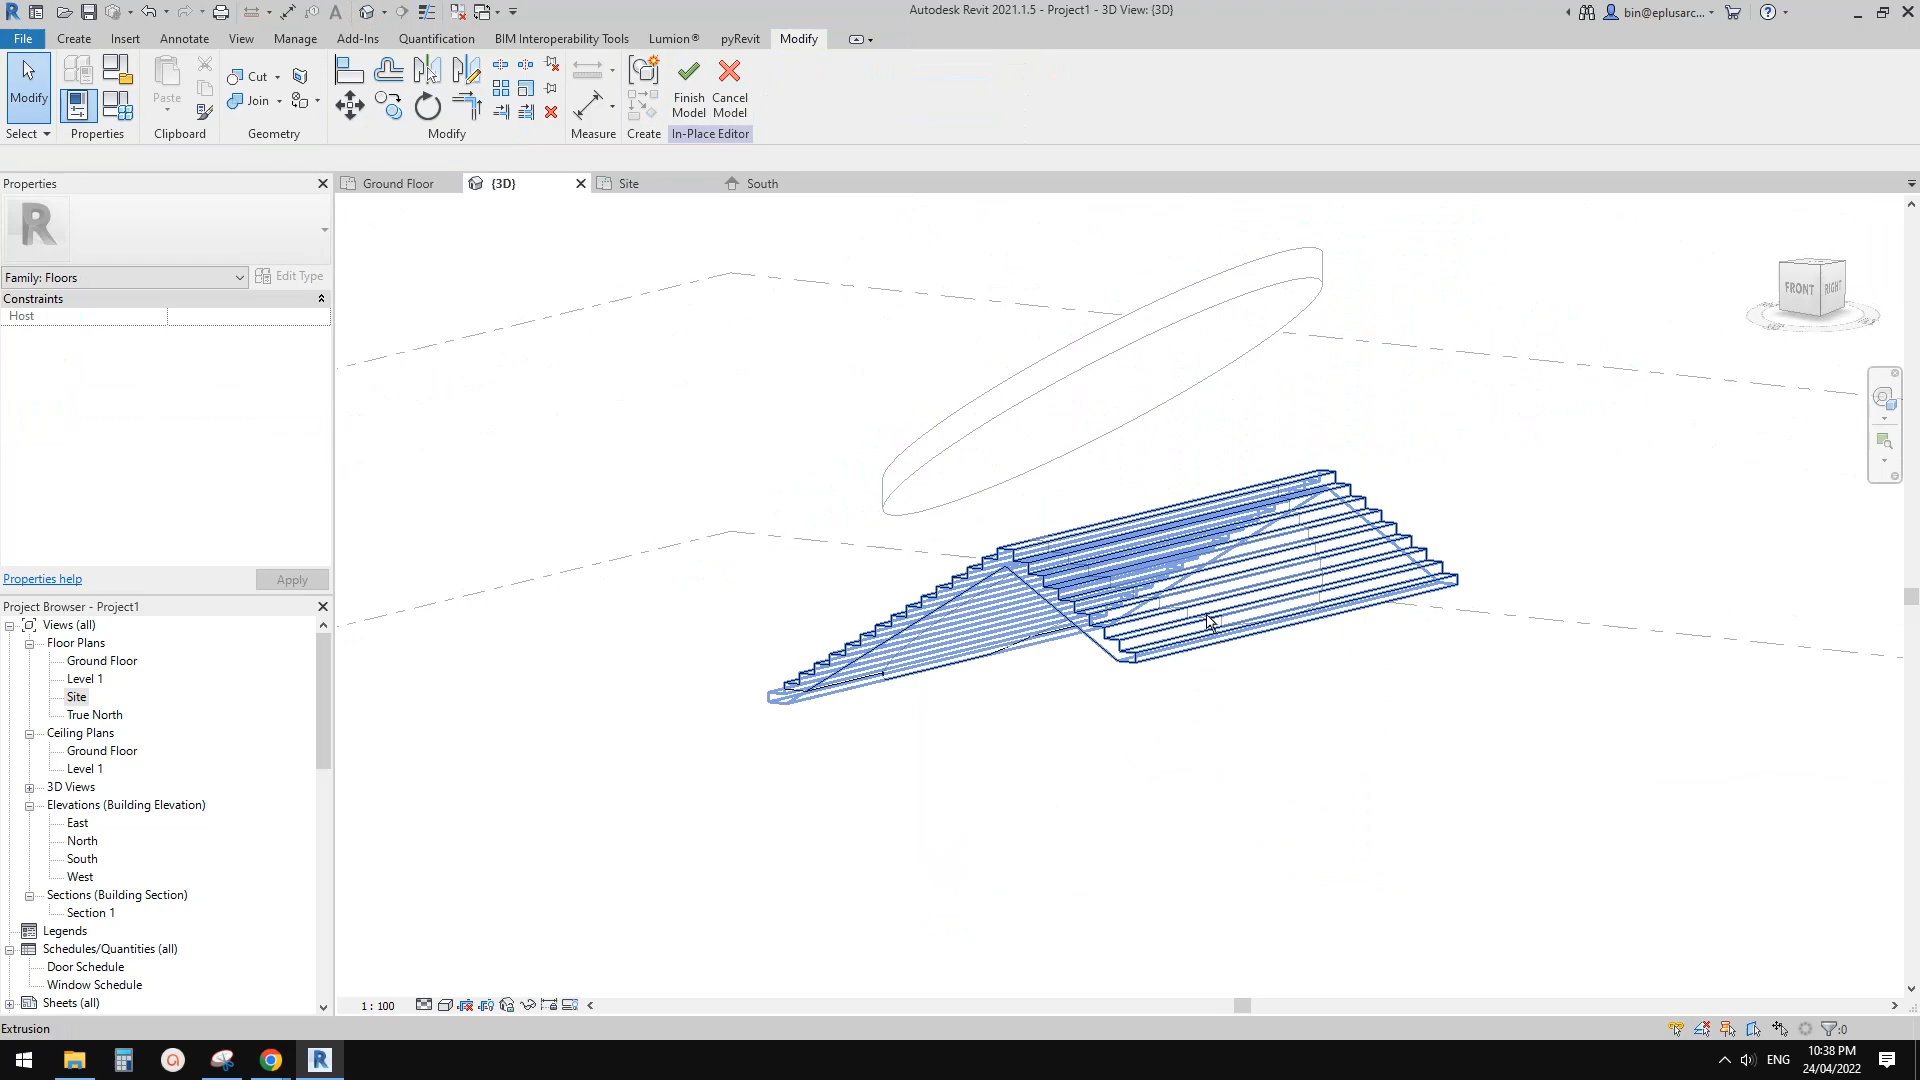 Autodesk Revit 2021.1.5 - Project1 - 3D View: {3D}
bin@eplusarc...
File
Create
Insert
Annotate
View
Manage
Add-Ins
Quantification
BIM Interoperability Tools
Lumion®
pyRevit
Modify
Modify
Paste
Cut
Join
Finish
Model
Cancel
Model
Select
Properties
Clipboard
Geometry
Modify
Measure
Create
In-Place Editor
Properties
Ground Floor
{3D}
Site
South
Family: Floors
Edit Type
Constraints
Host
FRONT
RIGHT
Properties help
Apply
Project Browser - Project1
Views (all)
Floor Plans
Ground Floor
Level 1
Site
True North
Ceiling Plans
Ground Floor
Level 1
3D Views
Elevations (Building Elevation)
East
North
South
West
Sections (Building Section)
Section 1
Legends
Schedules/Quantities (all)
Door Schedule
Window Schedule
Sheets (all)
1 : 100
Extrusion
:0
ENG
10:38 PM
24/04/2022